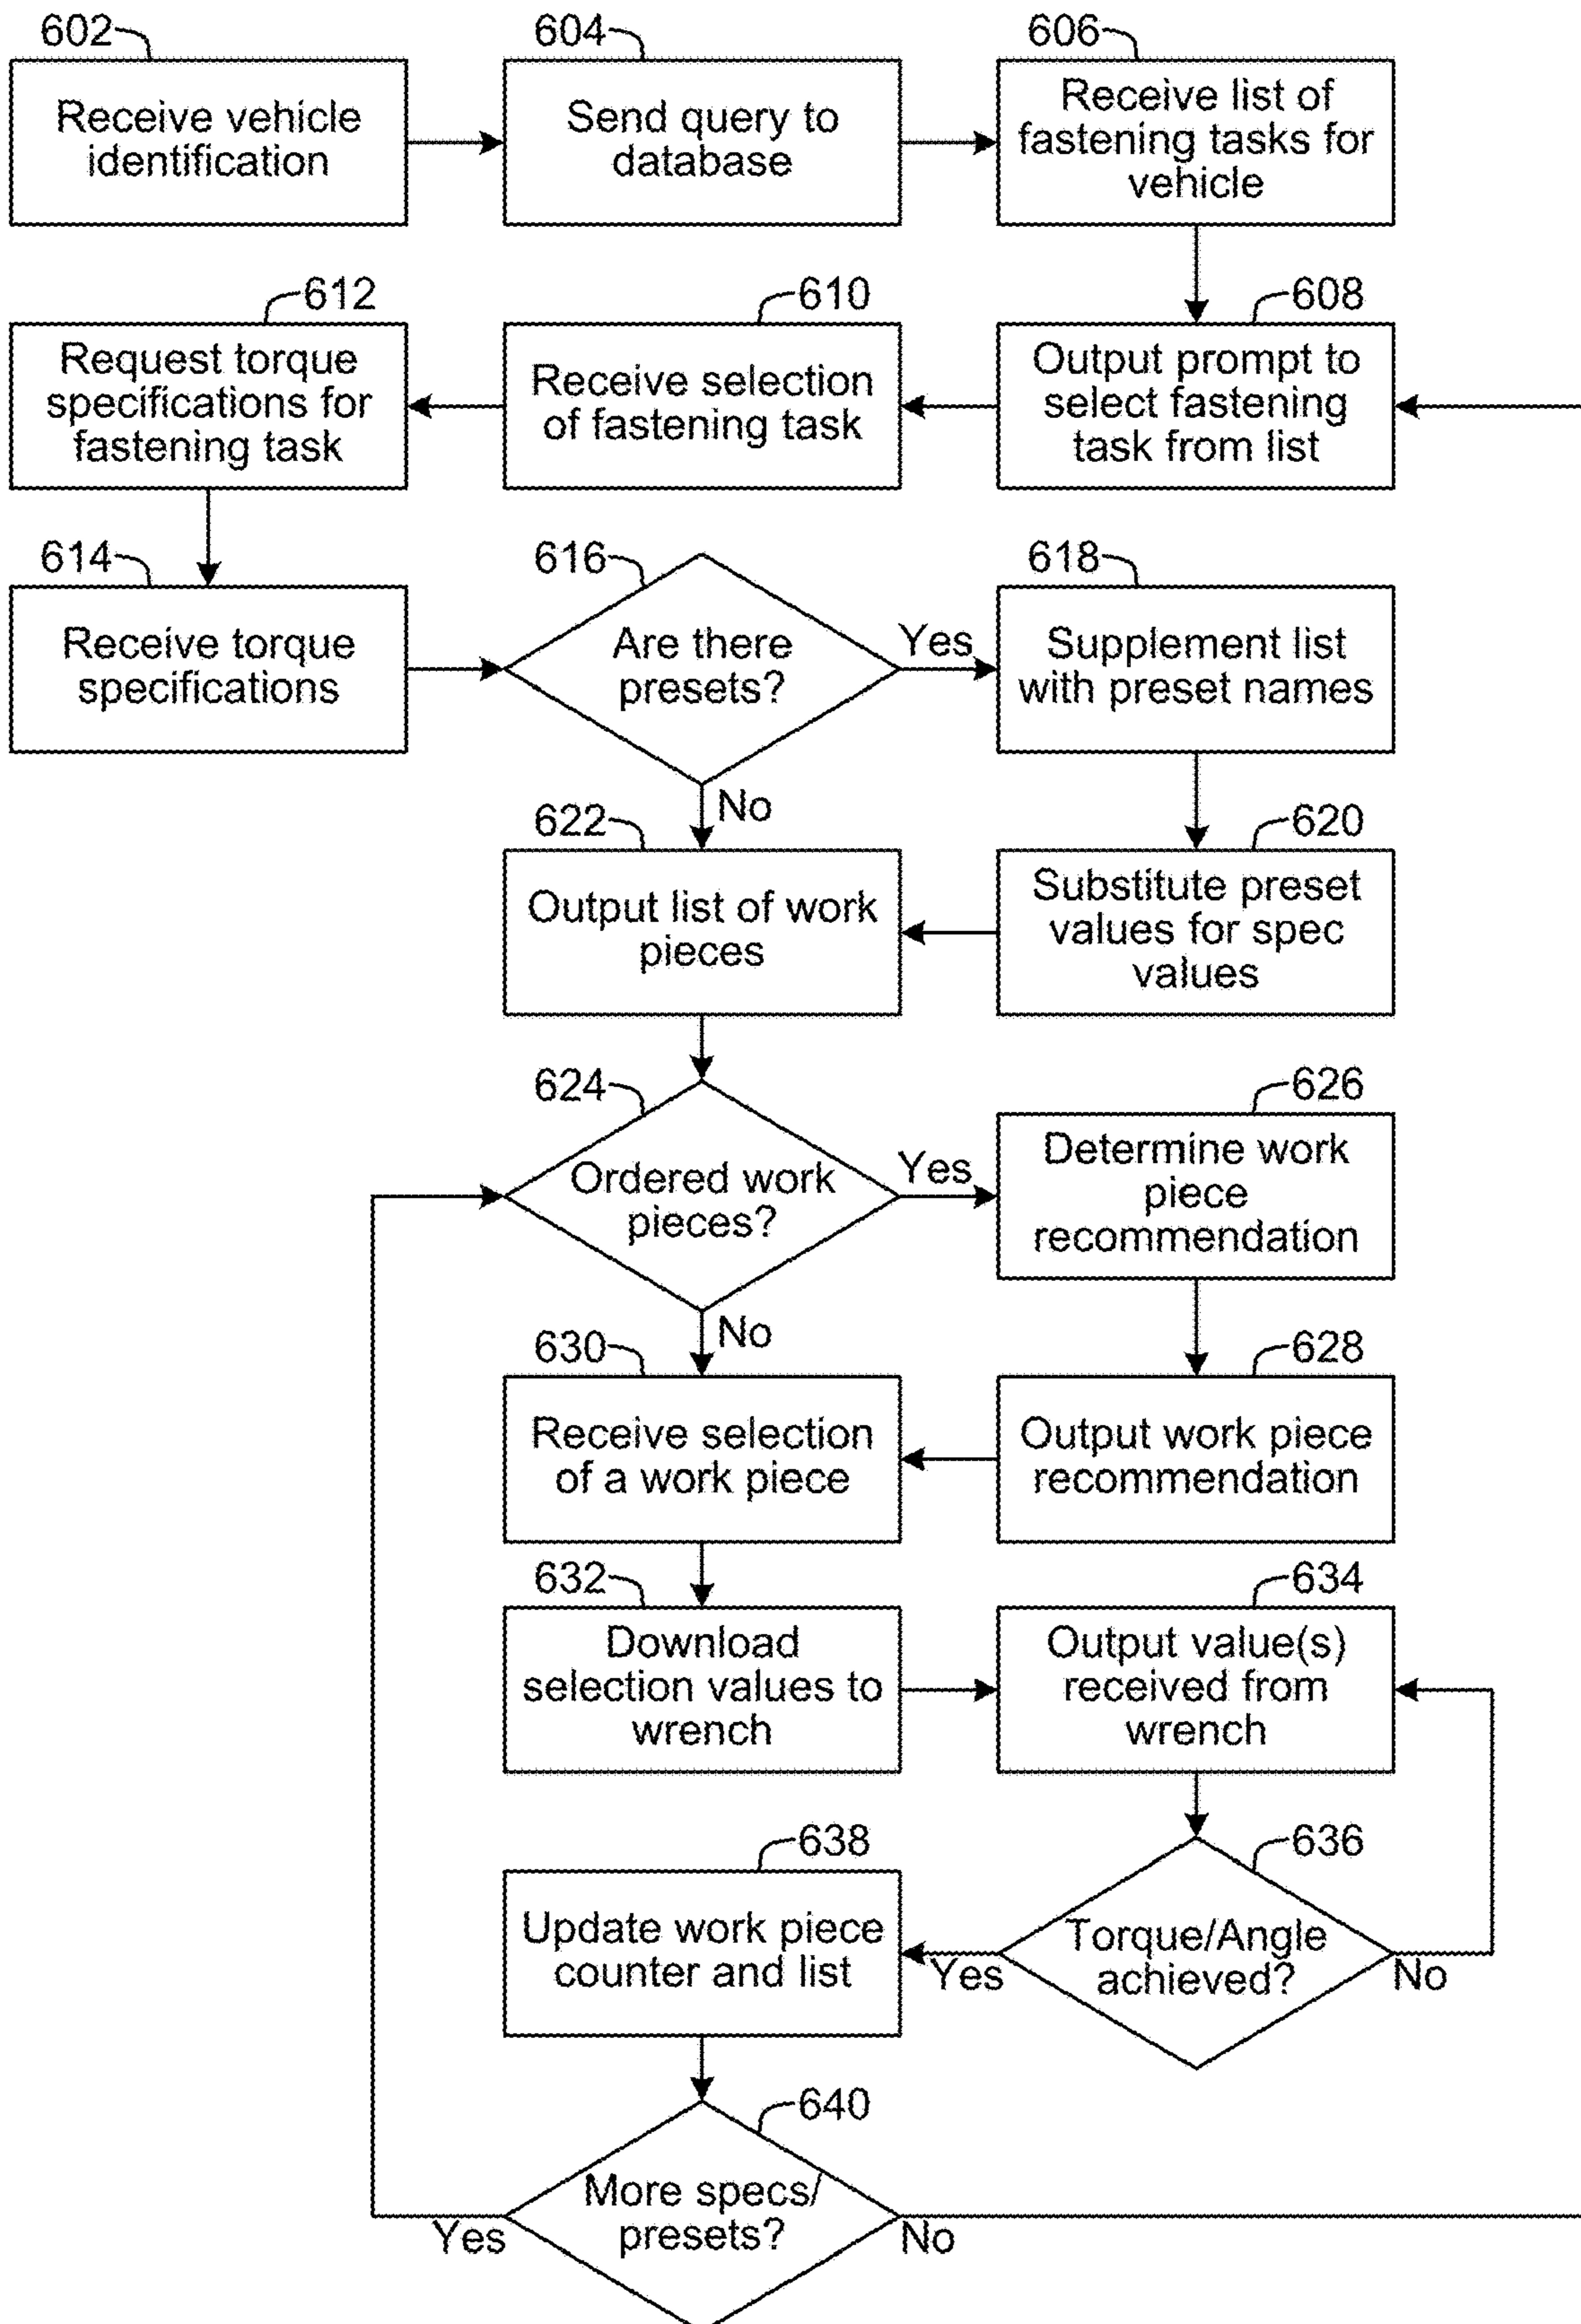 602
Receive vehicle
identification
604
Send query to
database
606
Receive list of
fastening tasks for
vehicle
608
Output prompt to
select fastening
task from list
610
Receive selection
of fastening task
612
Request torque
specifications for
fastening task
614
Receive torque
specifications
616
Are there
presets?
Yes
No
618
Supplement list
with preset names
620
Substitute preset
values for spec
values
622
Output list of work
pieces
624
Ordered work
pieces?
Yes
No
626
Determine work
piece
recommendation
628
Output work piece
recommendation
630
Receive selection
of a work piece
632
Download
selection values to
wrench
634
Output value(s)
received from
wrench
636
Torque/Angle
achieved?
Yes
No
638
Update work piece
counter and list
640
More specs/
presets?
Yes
No